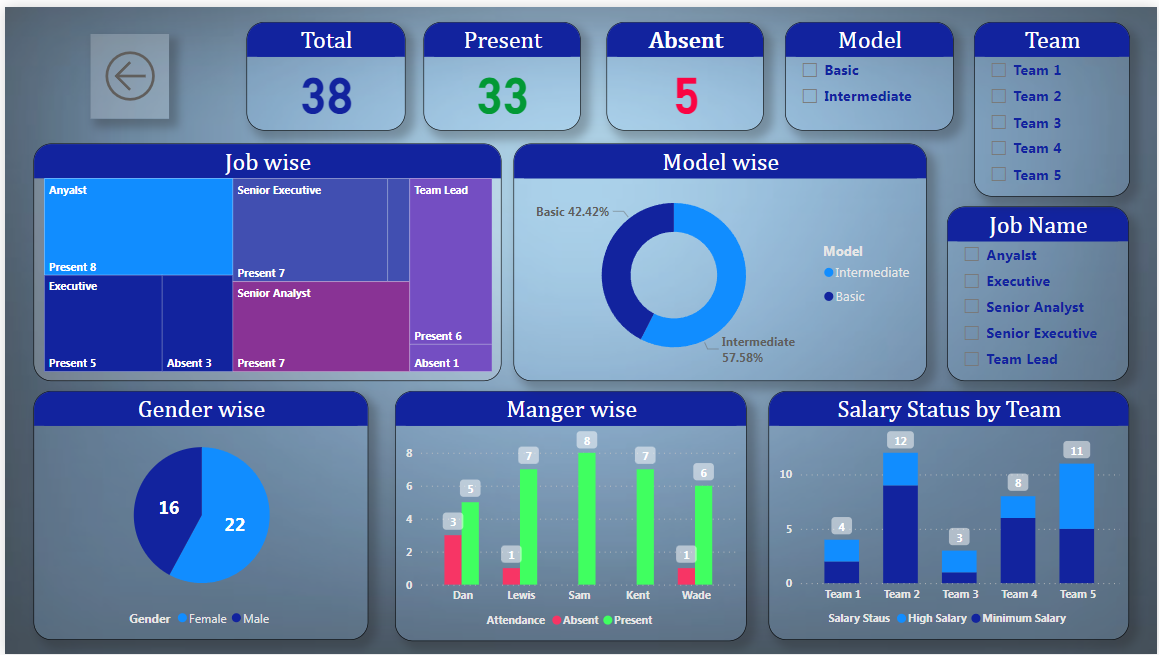 Total
38
Present
33
Absent
5
Model
Basic
Intermediate
Team
Team 1
Team 2
Team 3
Team 4
Team 5
Job wise
Anyalst
Present 8
Executive
Present 5
Absent 3
Senior Executive
Present 7
Senior Analyst
Present 7
Team Lead
Present 6
Absent 1
Model wise
Basic 42.42%
Intermediate
57.58%
Model
Intermediate
Basic
Job Name
Anyalst
Executive
Senior Analyst
Senior Executive
Team Lead
Gender wise
16
22
Gender Female Male
Manger wise
8
6
4
2
0
3
5
1
7
8
7
1
6
Dan Lewis Sam Kent Wade
Attendance Absent Present
Salary Status by Team
10
5
0
4
12
3
8
11
Team 1 Team 2 Team 3 Team 4 Team 5
Salary Staus High Salary Minimum Salary